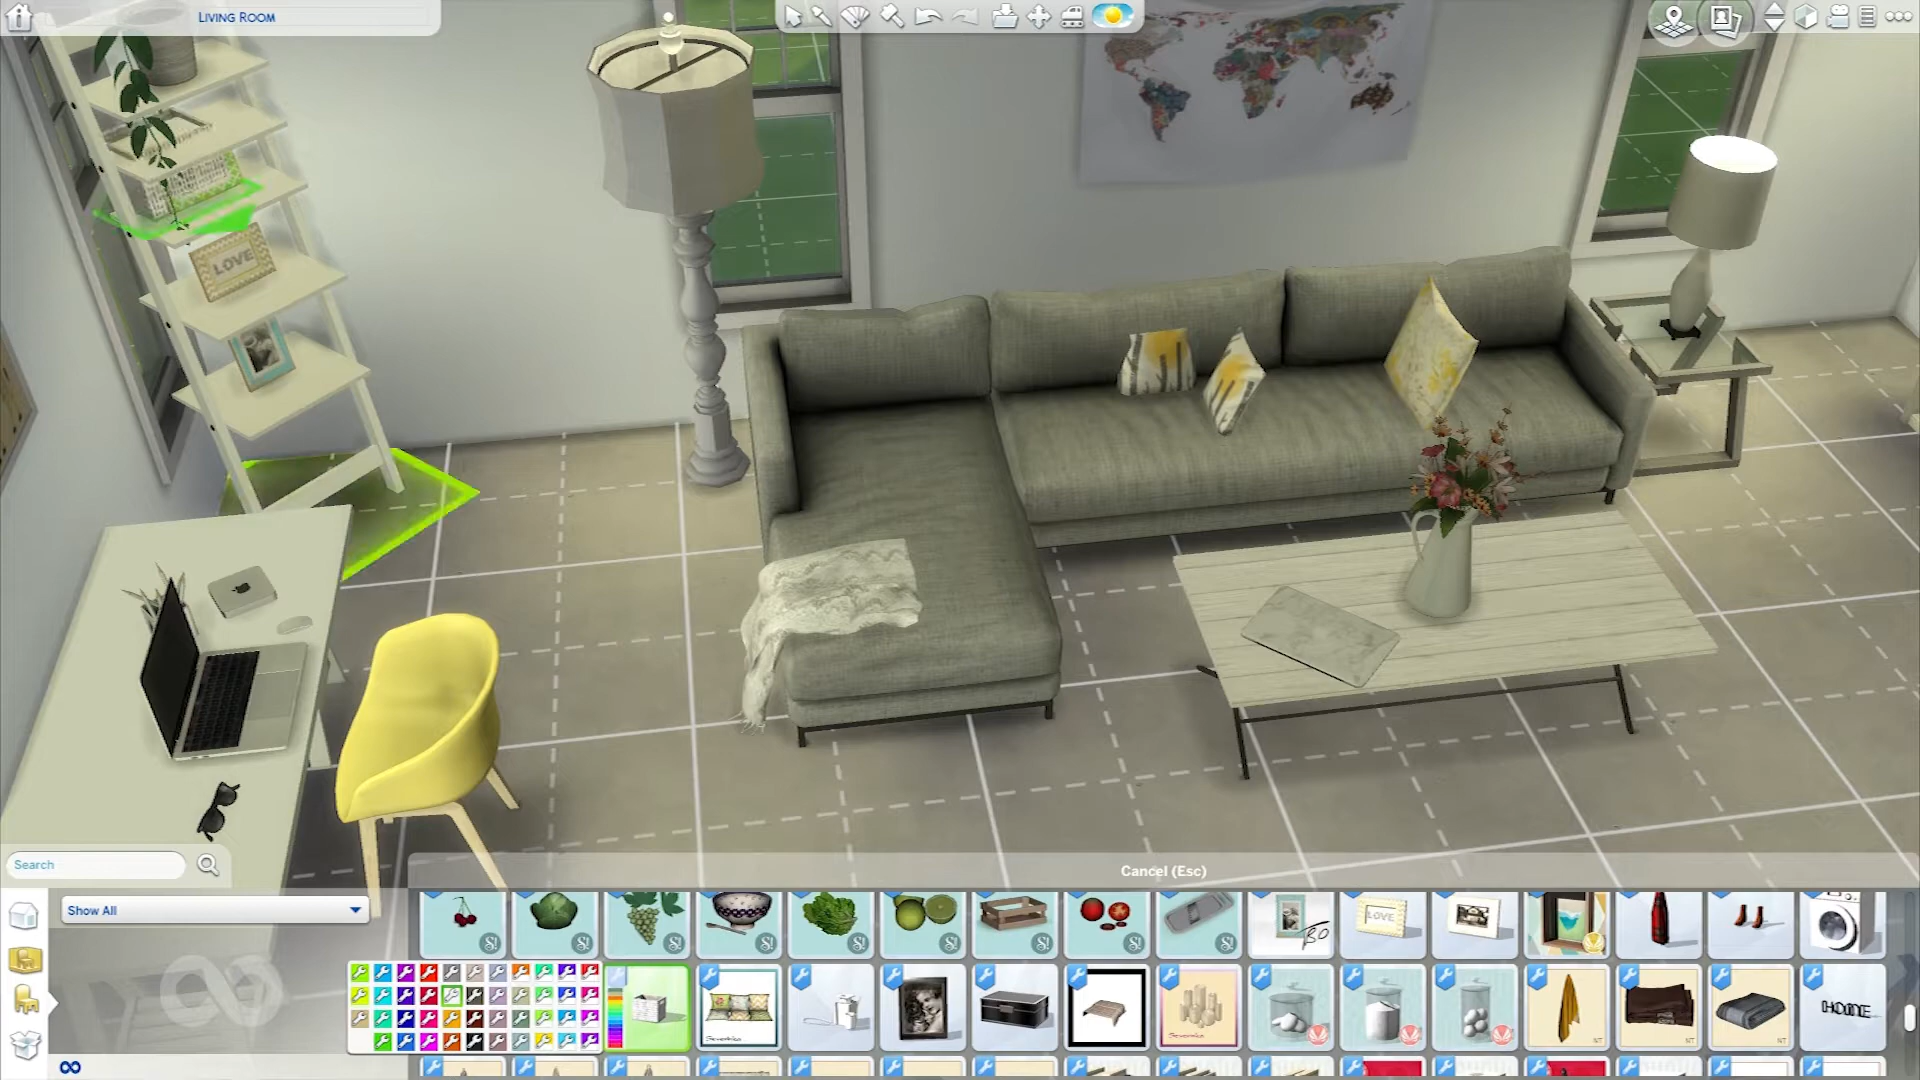 LIVING ROOM
LOVE
Search
Cancel (Esc)
Show All
LOVE
HOME